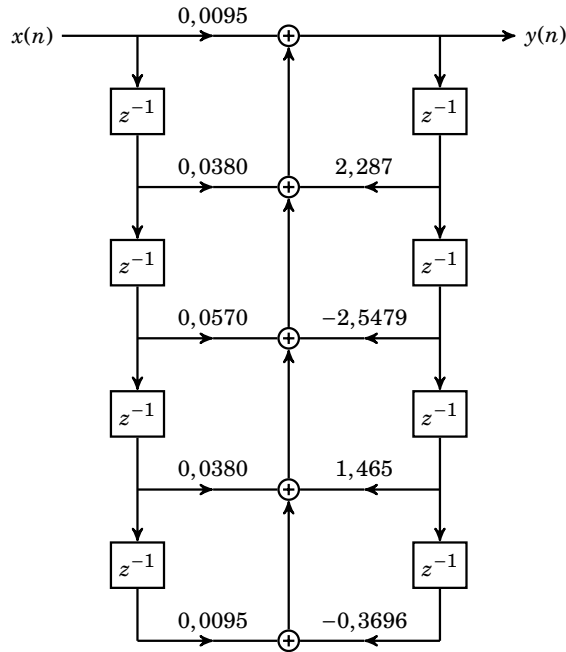 0,0095
x(n) y(n)
z⁻¹ z⁻¹
0,0380 2,287
z⁻¹ z⁻¹
0,0570 −2,5479
z⁻¹ z⁻¹
0,0380 1,465
z⁻¹ z⁻¹
0,0095 −0,3696